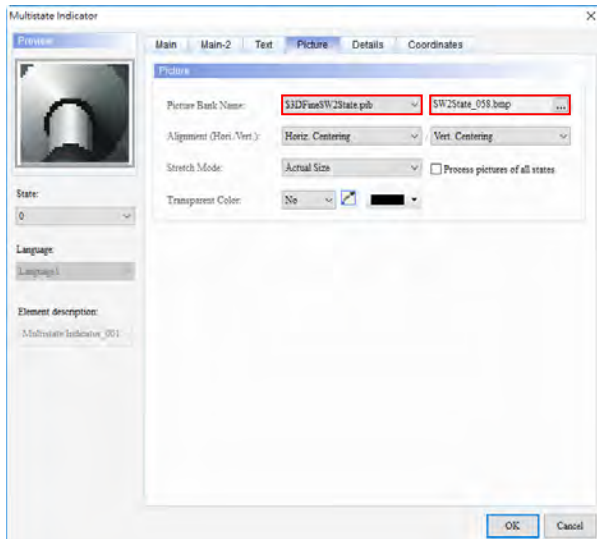 Multistate Indicator
Preview
Main Main-2 Text Picture Details Coordinates
Picture
Picture Bank Name: S3DFineSW2State.pib SW2State_058.bmp ...
Alignment (Hori./Vert.): Horiz. Centering Vert. Centering
Stretch Mode: Actual Size Process pictures of all states
Transparent Color: No
State:
0
Language:
Language1
Element description:
Multistate Indicator_001
OK Cancel